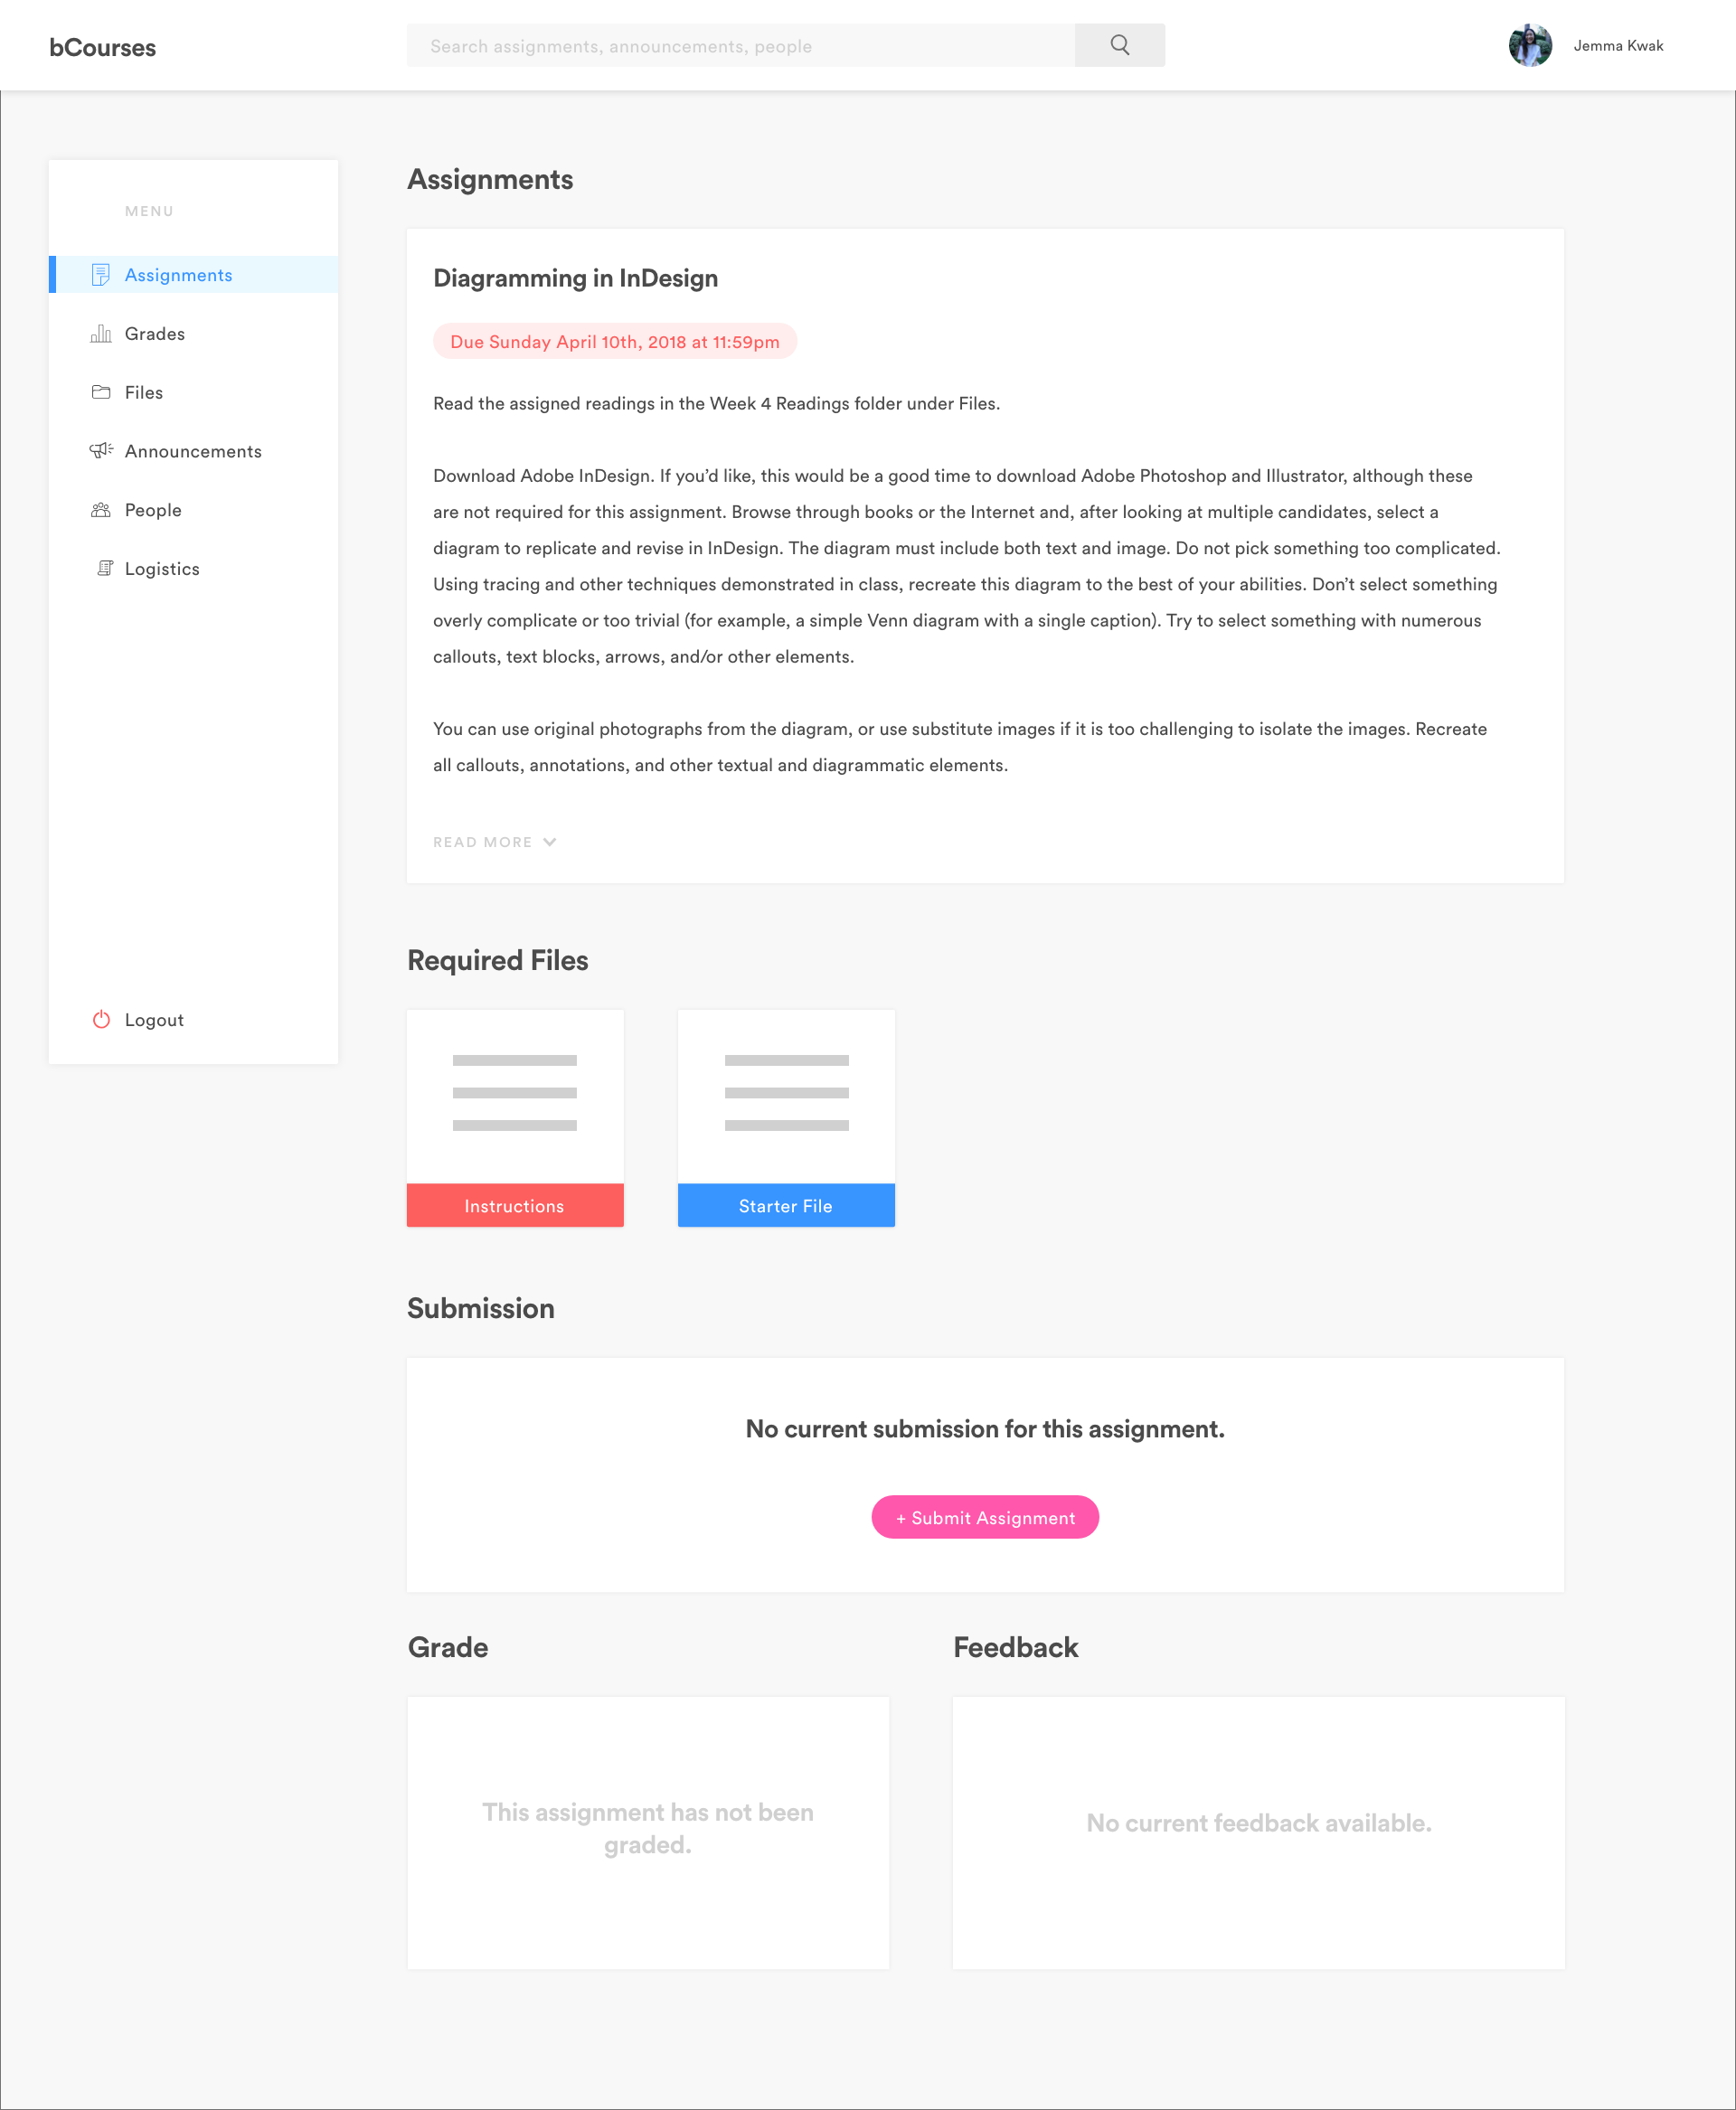 bCourses
Search assignments, announcements, people
Jemma Kwak
MENU
Assignments
Grades
Files
Announcements
People
Logistics
Logout
Assignments
Diagramming in InDesign
Due Sunday April 10th, 2018 at 11:59pm
Read the assigned readings in the Week 4 Readings folder under Files.
Download Adobe InDesign. If you’d like, this would be a good time to download Adobe Photoshop and Illustrator, although these
are not required for this assignment. Browse through books or the Internet and, after looking at multiple candidates, select a
diagram to replicate and revise in InDesign. The diagram must include both text and image. Do not pick something too complicated.
Using tracing and other techniques demonstrated in class, recreate this diagram to the best of your abilities. Don’t select something
overly complicate or too trivial (for example, a simple Venn diagram with a single caption). Try to select something with numerous
callouts, text blocks, arrows, and/or other elements.
You can use original photographs from the diagram, or use substitute images if it is too challenging to isolate the images. Recreate
all callouts, annotations, and other textual and diagrammatic elements.
READ MORE
Required Files
Instructions
Starter File
Submission
No current submission for this assignment.
+ Submit Assignment
Grade
This assignment has not been
graded.
Feedback
No current feedback available.